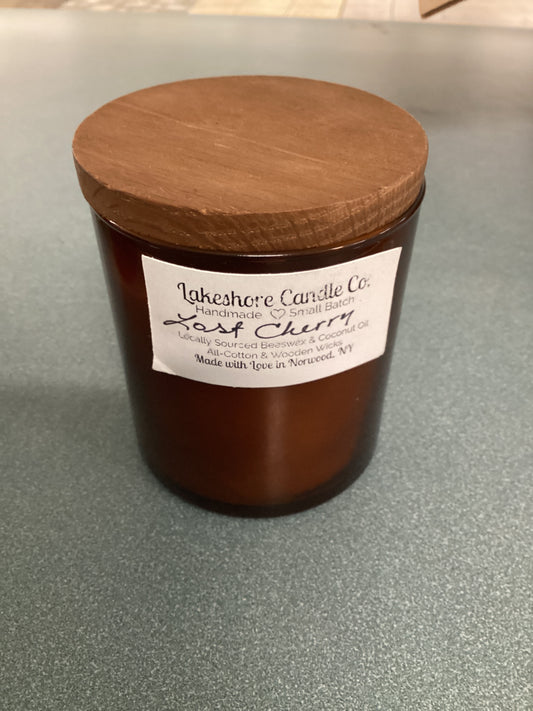 Lakeshore Candle Co.
Handmade ♡ Small Batch
Lost Cherry
Locally Sourced Beeswax & Coconut Oil
All-Cotton & Wooden Wicks
Made with Love in Norwood, NY